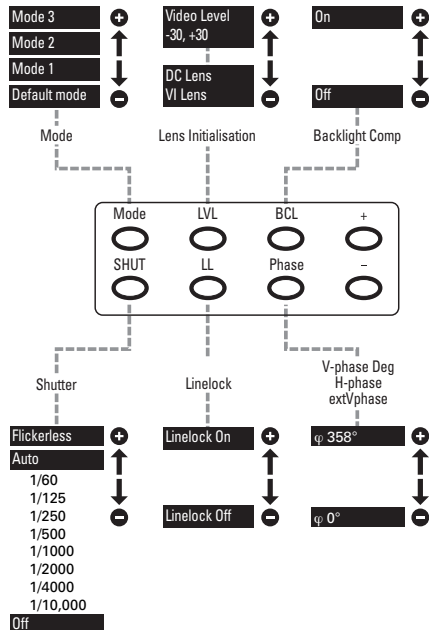 Mode 3
Mode 2
Mode 1
Default mode
+
−
Mode
Video Level
-30, +30
DC Lens
VI Lens
+
−
Lens Initialisation
On
Off
+
−
Backlight Comp
Mode LVL BCL +
SHUT LL Phase −
Shutter
Flickerless
Auto
1/60
1/125
1/250
1/500
1/1000
1/2000
1/4000
1/10,000
Off
+
−
Linelock
Linelock On
Linelock Off
+
−
V-phase Deg
H-phase
extVphase
φ 358°
φ 0°
+
−